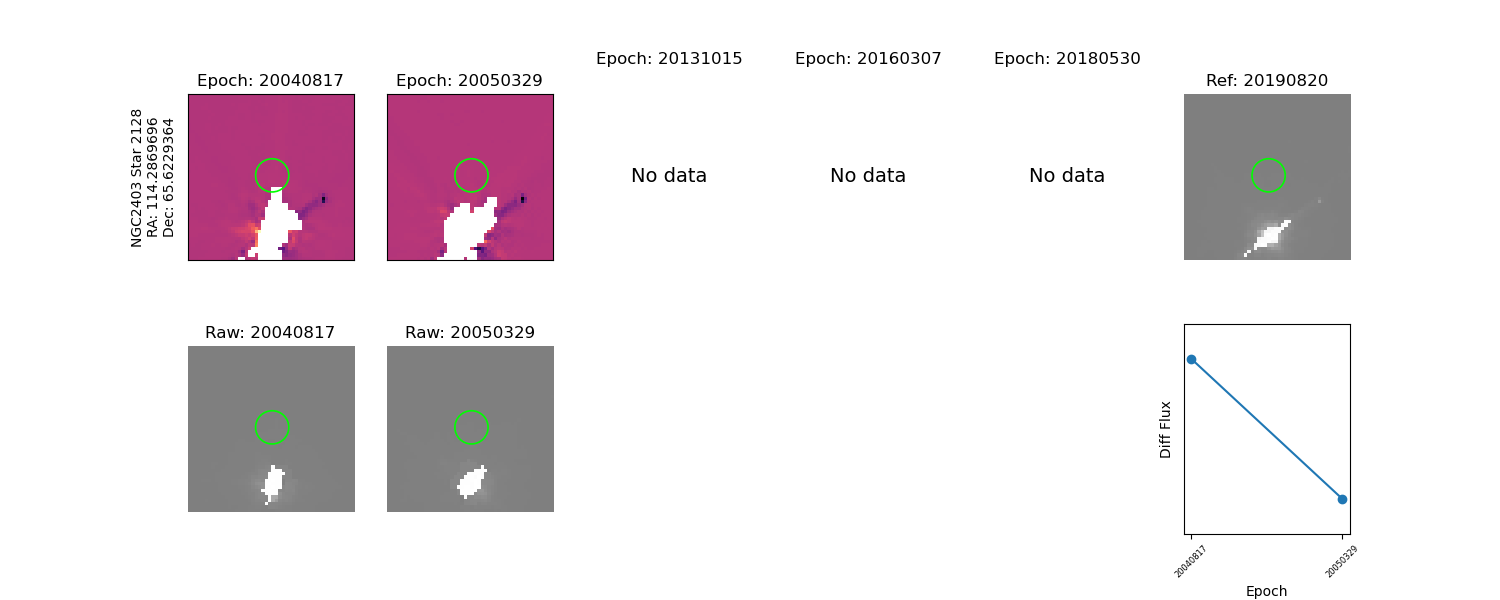 Epoch: 20040817
Epoch: 20050329
Epoch: 20131015
Epoch: 20160307
Epoch: 20180530
Ref: 20190820
NGC2403 Star 2128
RA: 114.2869696
Dec: 65.6229364
No data
No data
No data
Raw: 20040817
Raw: 20050329
Diff Flux
20040817
20050329
Epoch